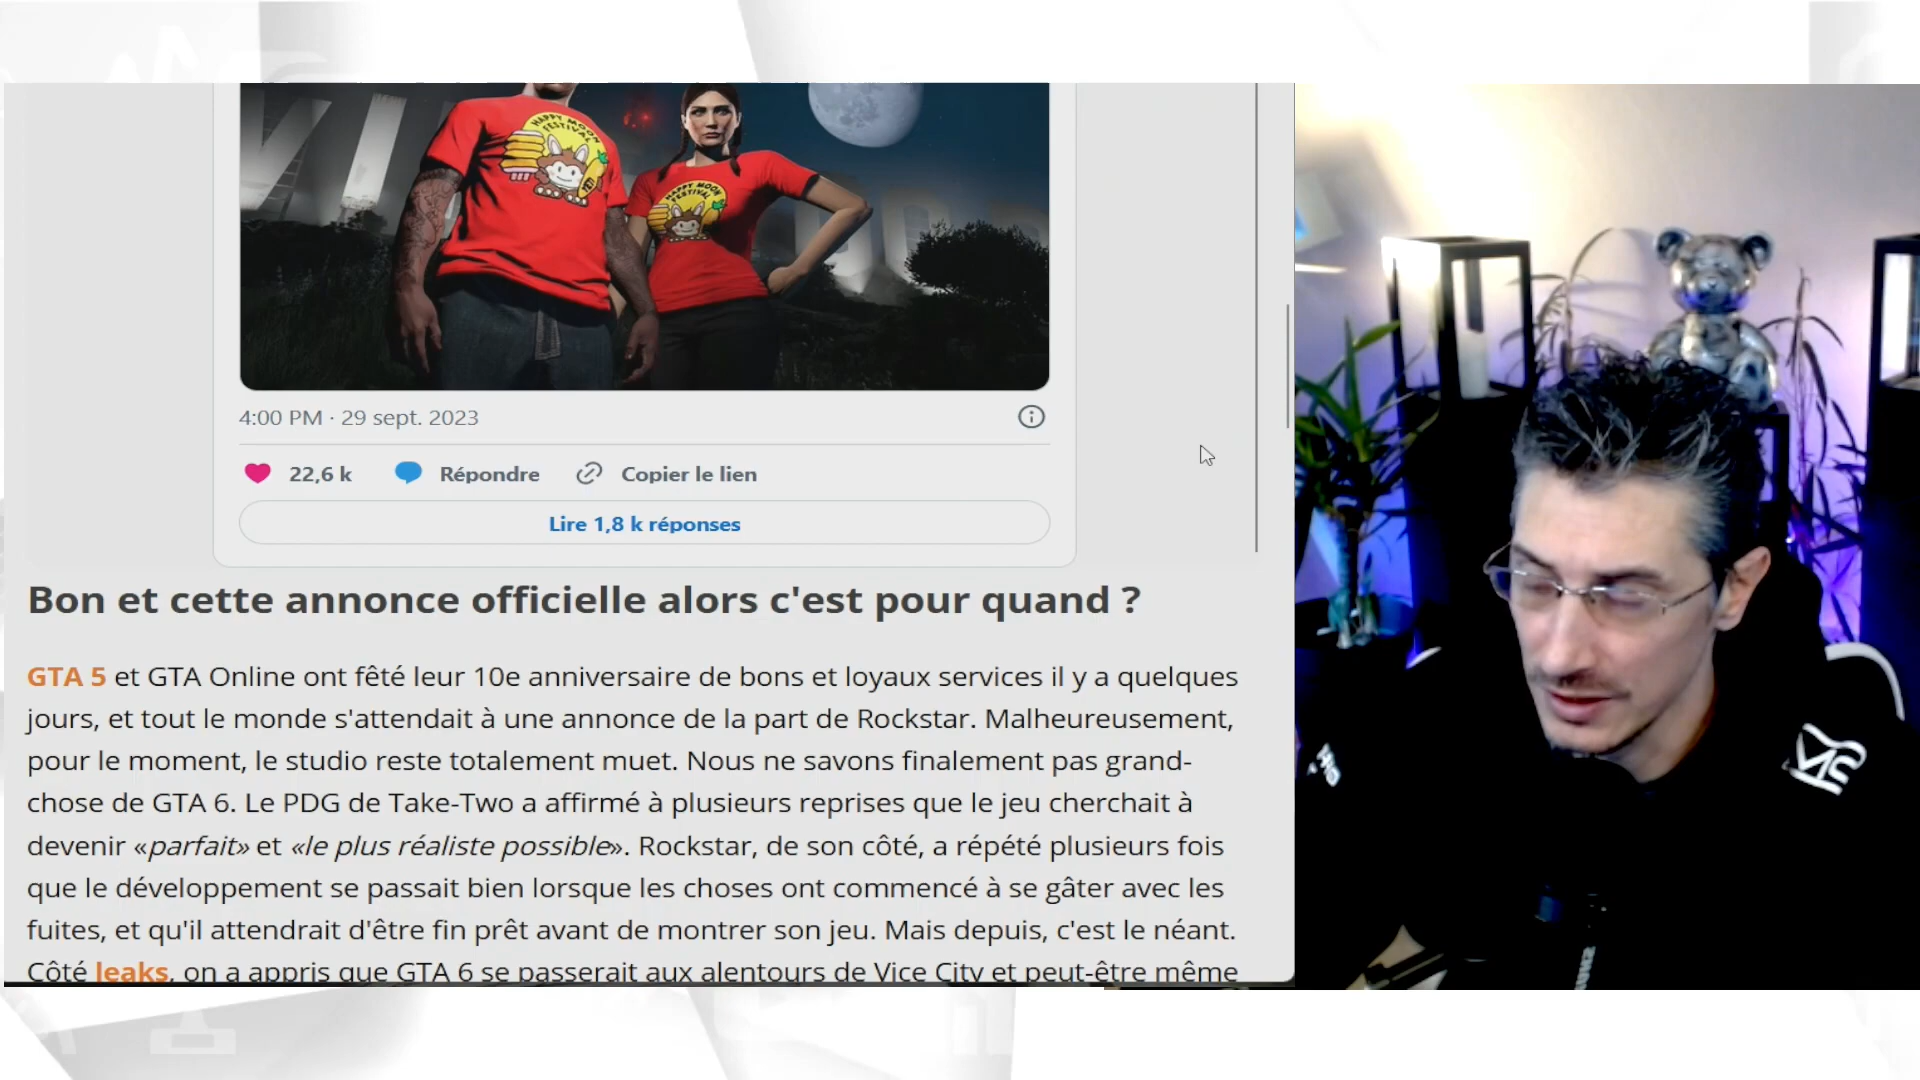 HAPPY MOON
FESTIVAL
HAPPY MOON
FESTIVAL
4:00 PM · 29 sept. 2023
22,6 k Répondre Copier le lien
Lire 1,8 k réponses
Bon et cette annonce officielle alors c'est pour quand ?
GTA 5 et GTA Online ont fêté leur 10e anniversaire de bons et loyaux services il y a quelques
jours, et tout le monde s'attendait à une annonce de la part de Rockstar. Malheureusement,
pour le moment, le studio reste totalement muet. Nous ne savons finalement pas grand-
chose de GTA 6. Le PDG de Take-Two a affirmé à plusieurs reprises que le jeu cherchait à
devenir «parfait» et «le plus réaliste possible». Rockstar, de son côté, a répété plusieurs fois
que le développement se passait bien lorsque les choses ont commencé à se gâter avec les
fuites, et qu'il attendrait d'être fin prêt avant de montrer son jeu. Mais depuis, c'est le néant.
Côté leaks, on a appris que GTA 6 se passerait aux alentours de Vice City et peut-être même